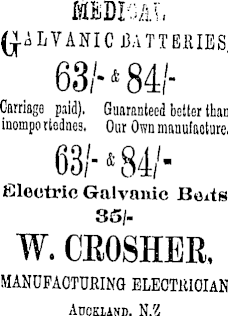 MEDICAL
GALVANIC BATTERIES
63/- & 84/-
Carriage paid). Guaranteed better than
inompo rtednes. Our Own manufacture.
63/- & 84/-
Electric Galvanic Belts
35/-
W. CROSHER,
MANUFACTURING ELECTRICIAN
AUCKLAND, N.Z